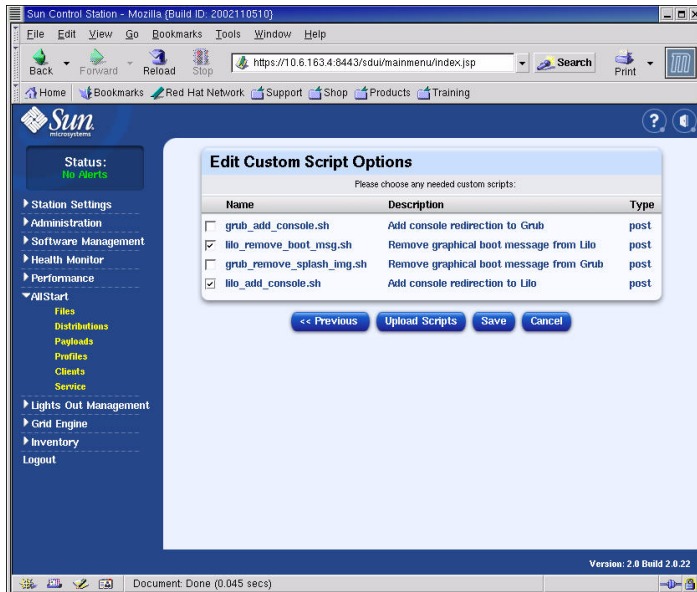 Sun Control Station - Mozilla {Build ID: 2002110510}
File Edit View Go Bookmarks Tools Window Help
Back Forward Reload Stop https://10.6.163.4:8443/sdui/mainmenu/index.jsp Search Print
Home Bookmarks Red Hat Network Support Shop Products Training
Sun
microsystems
Status:
No Alerts
Station Settings
Administration
Software Management
Health Monitor
Performance
AllStart
Files
Distributions
Payloads
Profiles
Clients
Service
Lights Out Management
Grid Engine
Inventory
Logout
Edit Custom Script Options
Please choose any needed custom scripts:
Name Description Type
grub_add_console.sh Add console redirection to Grub post
lilo_remove_boot_msg.sh Remove graphical boot message from Lilo post
grub_remove_splash_img.sh Remove graphical boot message from Grub post
lilo_add_console.sh Add console redirection to Lilo post
<< Previous Upload Scripts Save Cancel
Version: 2.0 Build 2.0.22
Document: Done (0.045 secs)